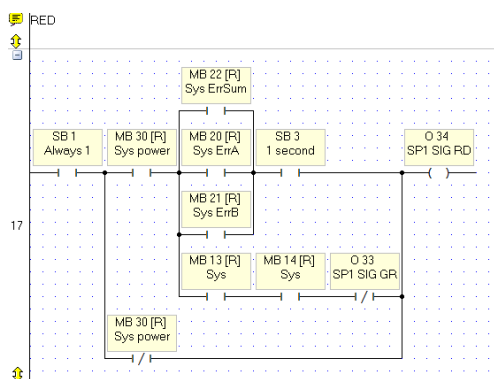 RED
MB 22 [R]
Sys ErrSum
SB 1
Always 1
MB 30 [R]
Sys power
MB 20 [R]
Sys ErrA
SB 3
1 second
O 34
SP1 SIG RD
17
MB 21 [R]
Sys ErrB
MB 13 [R]
Sys
MB 14 [R]
Sys
O 33
SP1 SIG GR
MB 30 [R]
Sys power